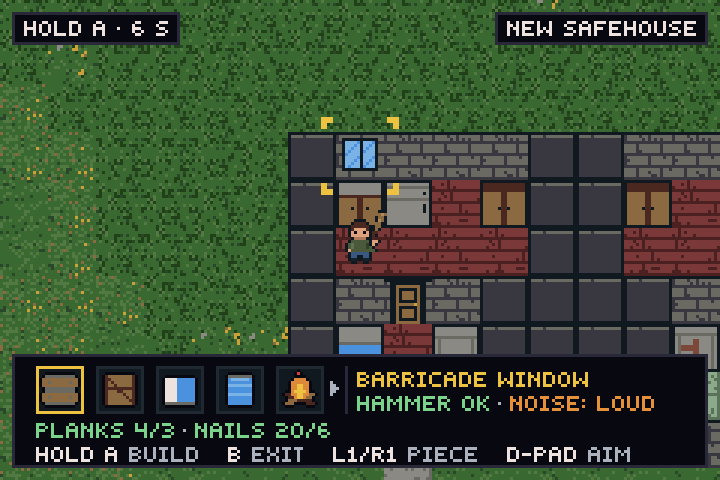 HOLD A · 6 S
NEW SAFEHOUSE
BARRICADE WINDOW
HAMMER OK · NOISE: LOUD
PLANKS 4/3 · NAILS 20/6
HOLD A BUILD B EXIT L1/R1 PIECE D-PAD AIM